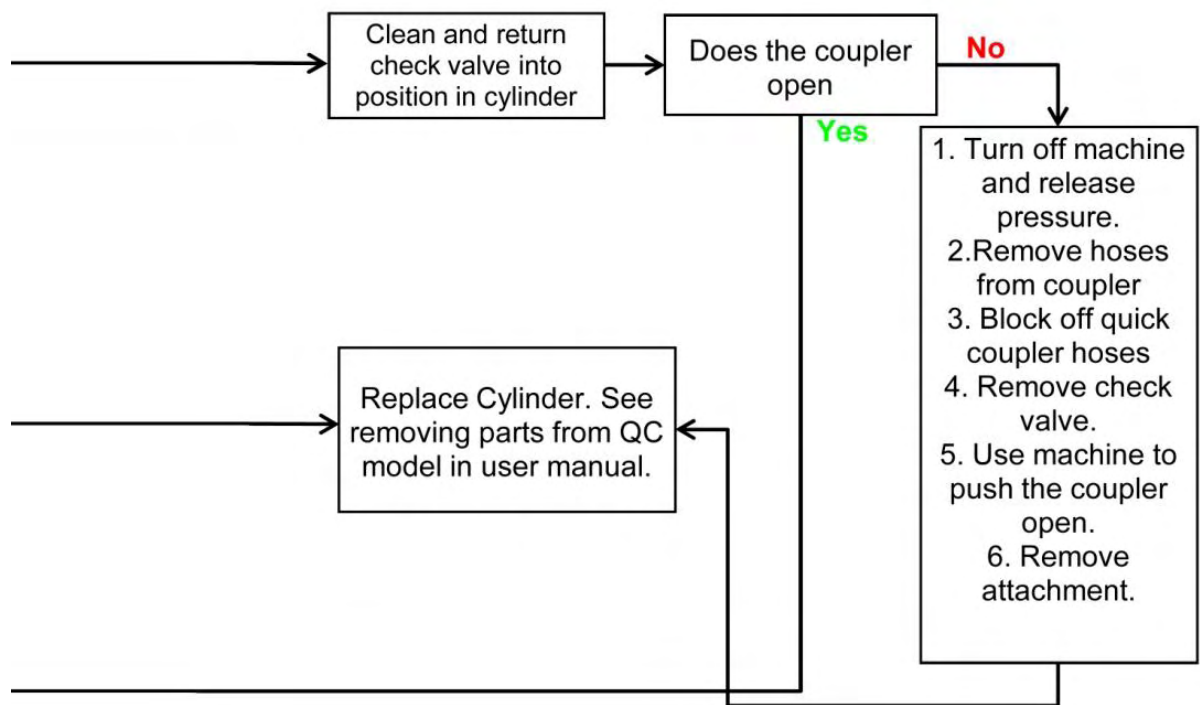 Clean and return
check valve into
position in cylinder
Does the coupler
open
No
Yes
1. Turn off machine
and release
pressure.
2.Remove hoses
from coupler
3. Block off quick
coupler hoses
4. Remove check
valve.
5. Use machine to
push the coupler
open.
6. Remove
attachment.
Replace Cylinder. See
removing parts from QC
model in user manual.